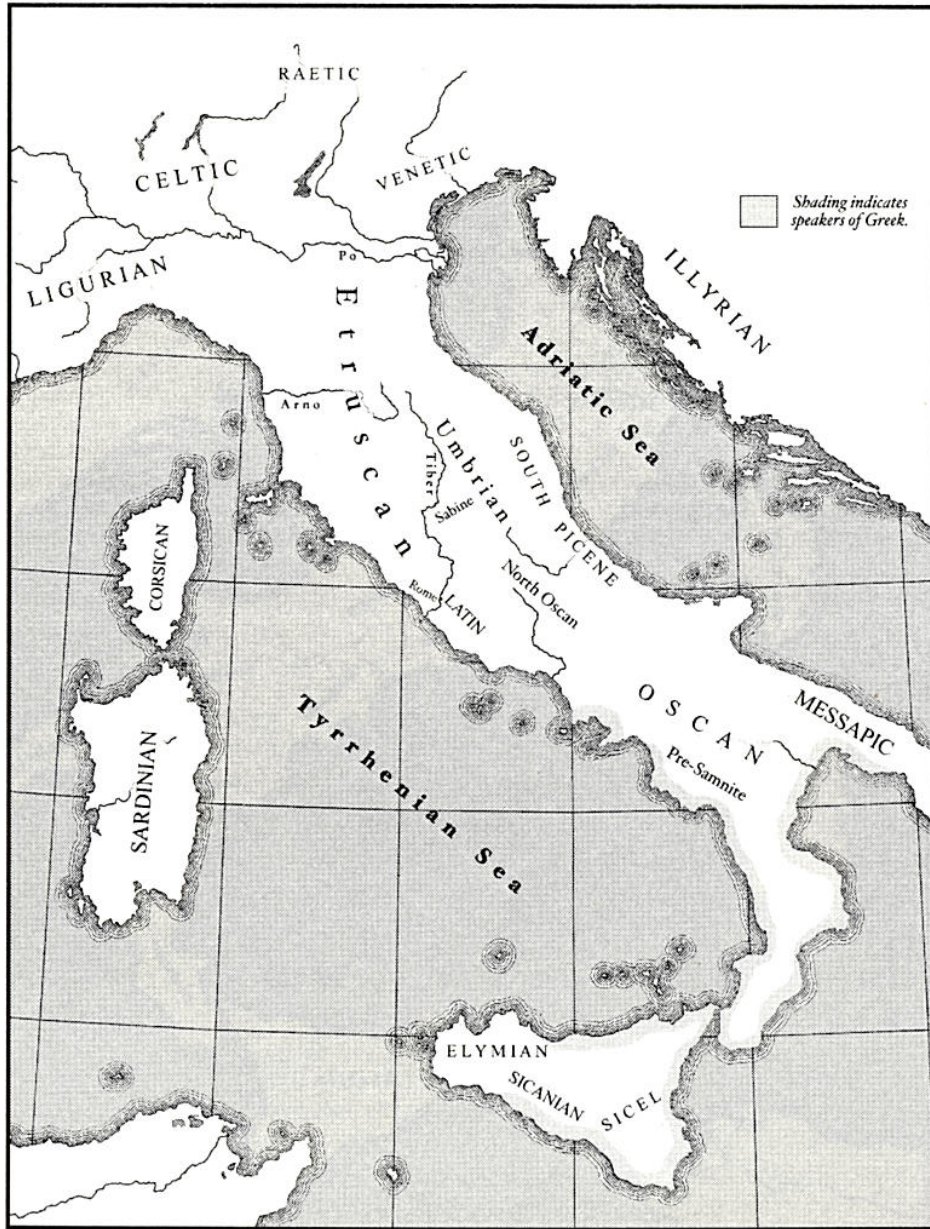 RAETIC
CELTIC
VENETIC
Shading indicates
speakers of Greek.
LIGURIAN
Po
ILLYRIAN
Etruscan
Adriatic Sea
Arno
Tiber
Umbrian
SOUTH PICENE
Sabine
CORSICAN
North Oscan
Rome
LATIN
OSCAN
MESSAPIC
Tyrrhenian Sea
Pre-Samnite
SARDINIAN
ELYMIAN
SICANIAN
SICEL